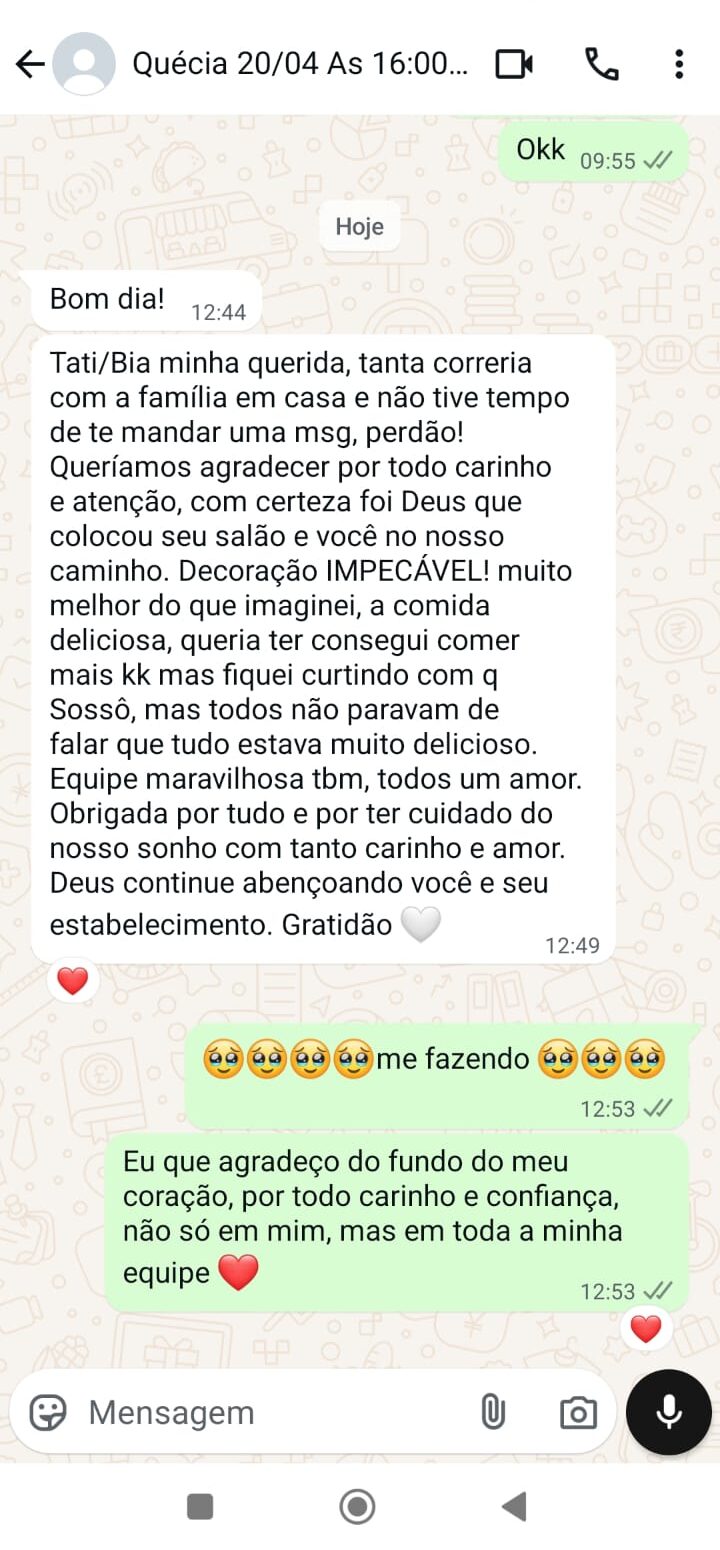 Quécia 20/04 As 16:00...
Okk 09:55
Hoje
Bom dia! 12:44
Tati/Bia minha querida, tanta correria
com a família em casa e não tive tempo
de te mandar uma msg, perdão!
Queríamos agradecer por todo carinho
e atenção, com certeza foi Deus que
colocou seu salão e você no nosso
caminho. Decoração IMPECÁVEL! muito
melhor do que imaginei, a comida
deliciosa, queria ter consegui comer
mais kk mas fiquei curtindo com q
Sossô, mas todos não paravam de
falar que tudo estava muito delicioso.
Equipe maravilhosa tbm, todos um amor.
Obrigada por tudo e por ter cuidado do
nosso sonho com tanto carinho e amor.
Deus continue abençoando você e seu
estabelecimento. Gratidão 🤍
12:49
❤️
🥹🥹🥹🥹me fazendo 🥹🥹🥹
12:53
Eu que agradeço do fundo do meu
coração, por todo carinho e confiança,
não só em mim, mas em toda a minha
equipe ❤️
12:53
❤️
Mensagem